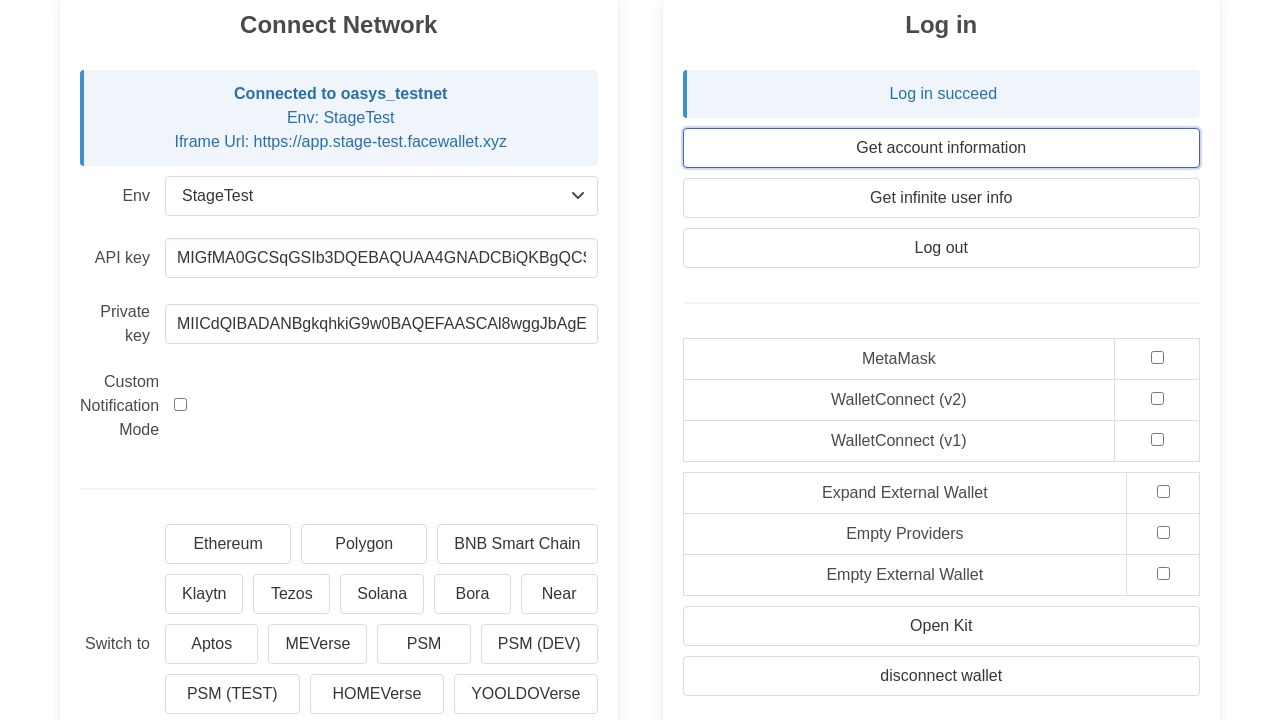 Connect Network
Connected to oasys_testnet
Env: StageTest
Iframe Url: https://app.stage-test.facewallet.xyz
Env
StageTest
API key
MIGfMA0GCSqGSIb3DQEBAQUAA4GNADCBiQKBgQCS
Private
key
MIICdQIBADANBgkqhkiG9w0BAQEFAASCAl8wggJbAgE
Custom
Notification
Mode
Switch to
Ethereum
Polygon
BNB Smart Chain
Klaytn
Tezos
Solana
Bora
Near
Aptos
MEVerse
PSM
PSM (DEV)
PSM (TEST)
HOMEVerse
YOOLDOVerse
Log in
Log in succeed
Get account information
Get infinite user info
Log out
MetaMask
WalletConnect (v2)
WalletConnect (v1)
Expand External Wallet
Empty Providers
Empty External Wallet
Open Kit
disconnect wallet